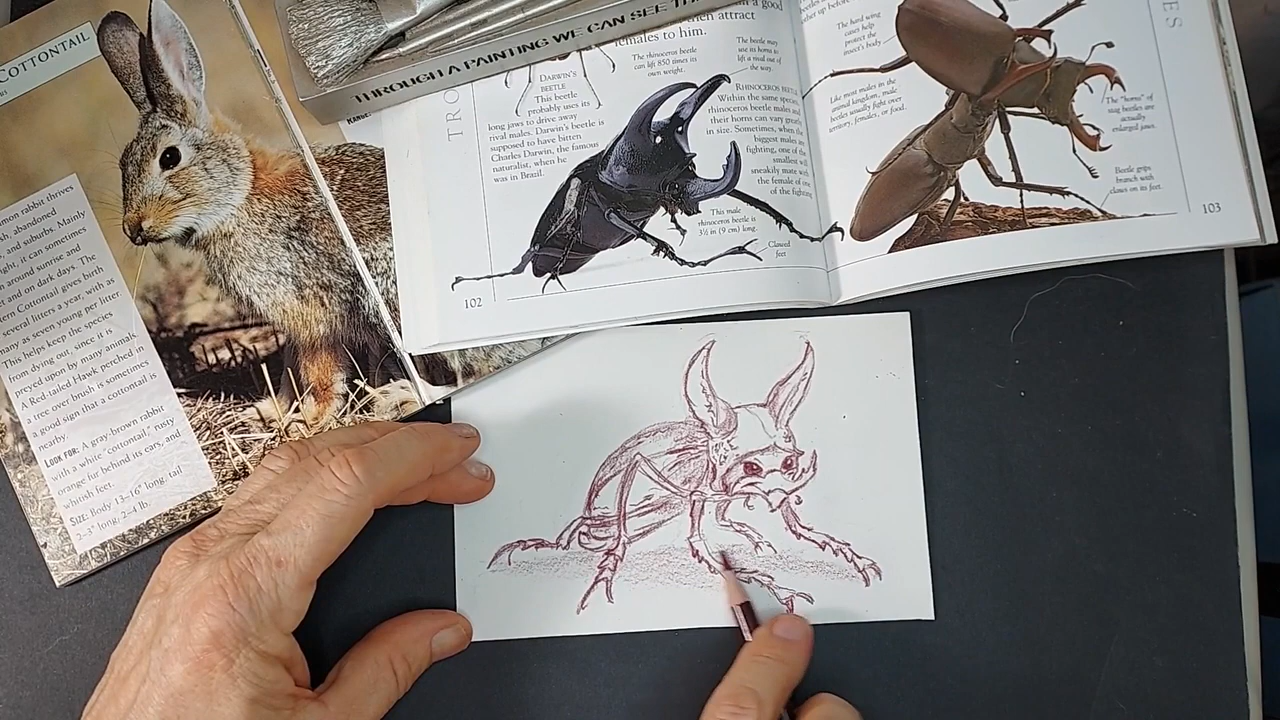 COTTONTAIL
mmon rabbit thrives
sh, abandoned
and suburbs. Mainly
ght, it can sometimes
around sunrise and
et and on dark days. The
ern Cottontail gives birth
several litters a year, with as
many as seven young per litter.
This helps keep the species
from dying out, since it is
preyed upon by many animals.
A Red-tailed Hawk perched in
a tree over brush is sometimes
a good sign that a cottontail is
nearby.
LOOK FOR: A gray-brown rabbit
with a white "cottontail," rusty
orange fur behind its ears, and
whitish feet.
SIZE: Body 13–16" long, tail
2–3" long; 2–4 lb.
RANGE:
THROUGH A PAINTING WE CAN SEE TH
n a good
attract
females to him.
TRO
DARWIN'S
BEETLE
This beetle
probably uses its
long jaws to drive away
rival males. Darwin's beetle is
supposed to have bitten
Charles Darwin, the famous
naturalist, when he
was in Brazil.
The rhinoceros beetle
can lift 850 times its
own weight.
The beetle may
use its horns to
lift a rival out of
the way.
RHINOCEROS BEETLE
Within the same species,
rhinoceros beetle males and
their horns can vary greatly
in size. Sometimes, when the
biggest males are
fighting, one of the
smallest will
sneakily mate with
the female of one
of the fighting
This male
rhinoceros beetle is
3½ in (9 cm) long.
Clawed
feet
102
The hard wing
cases help
protect the
insect's body.
Like most males in the
animal kingdom, male
beetles usually fight over
territory, females, or food.
The "horns" of
stag beetles are
actually
enlarged jaws.
Beetle grips
branch with
claws on its feet.
ES
103